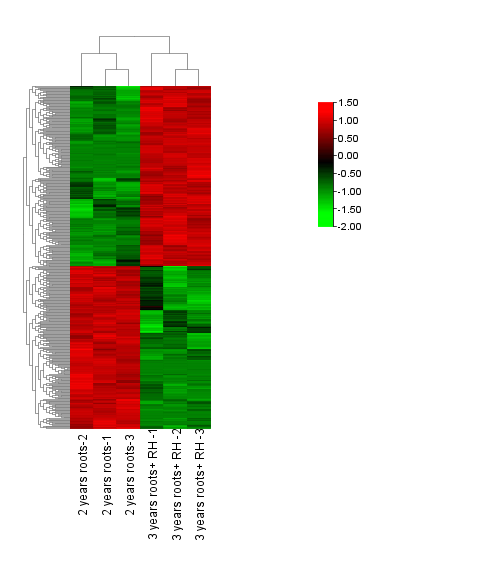 1.50
1.00
0.50
0.00
-0.50
-1.00
-1.50
-2.00
2 years roots-2
2 years roots-1
2 years roots-3
3 years roots+ RH -1
3 years roots+ RH -2
3 years roots+ RH -3